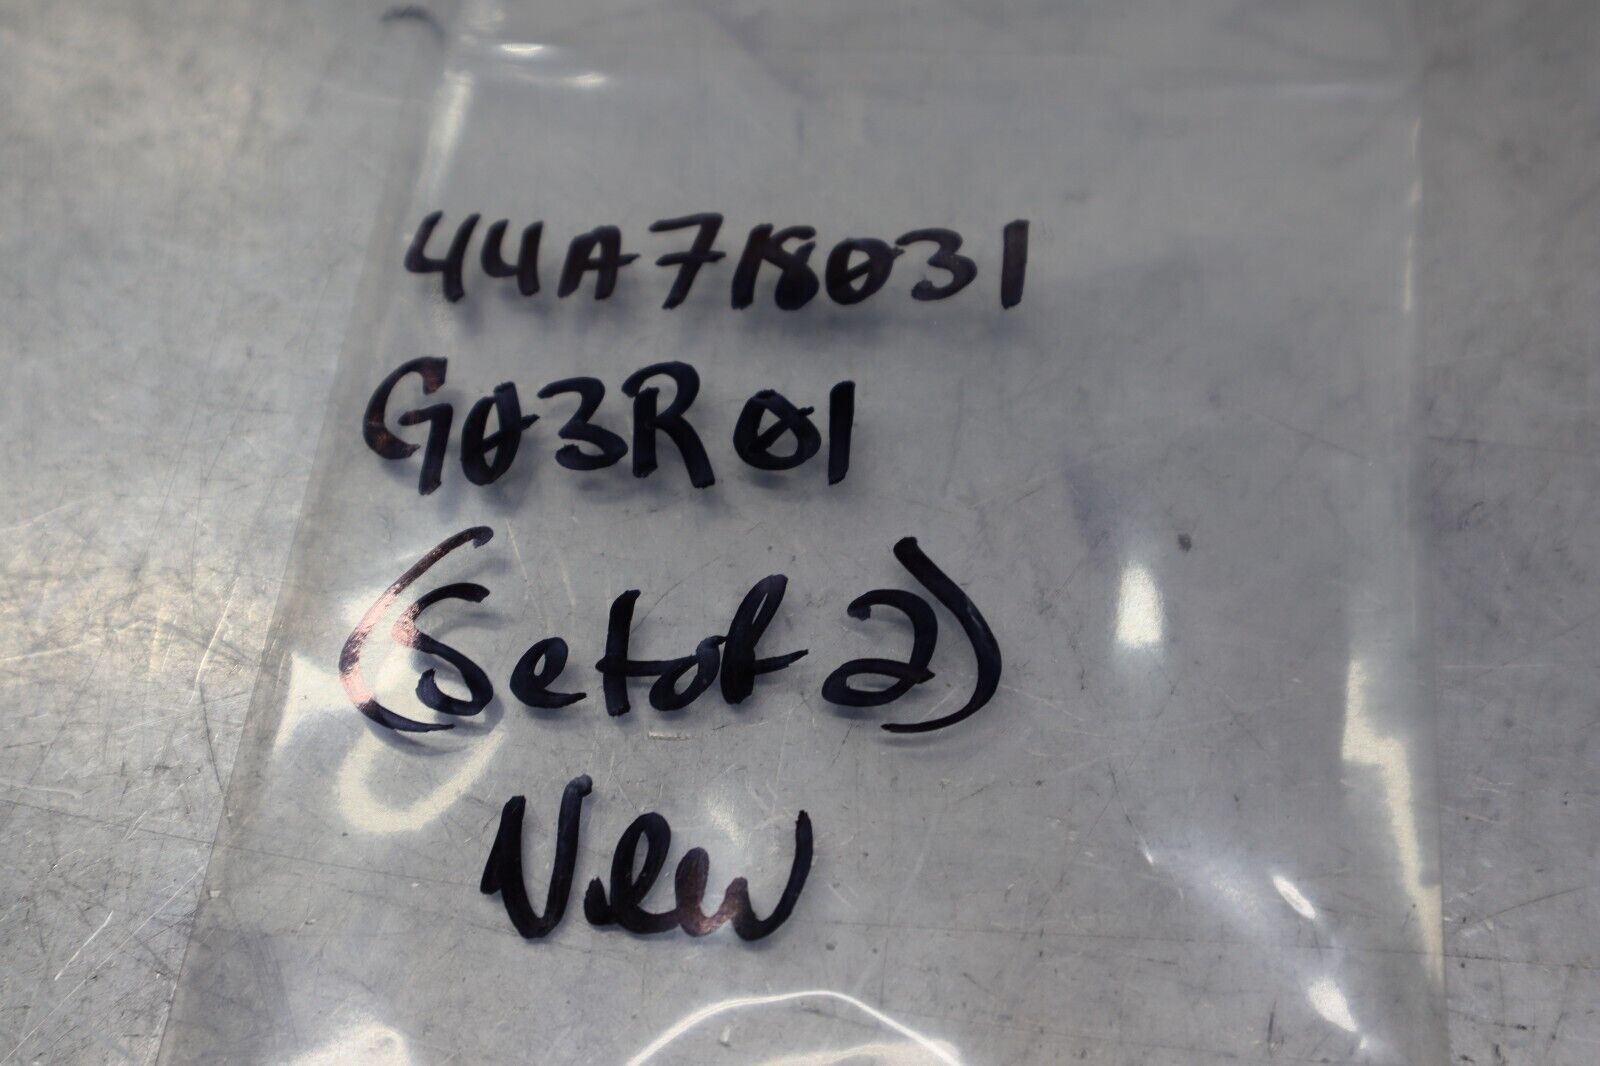 44A718031
G03R01
(Set of 2)
New